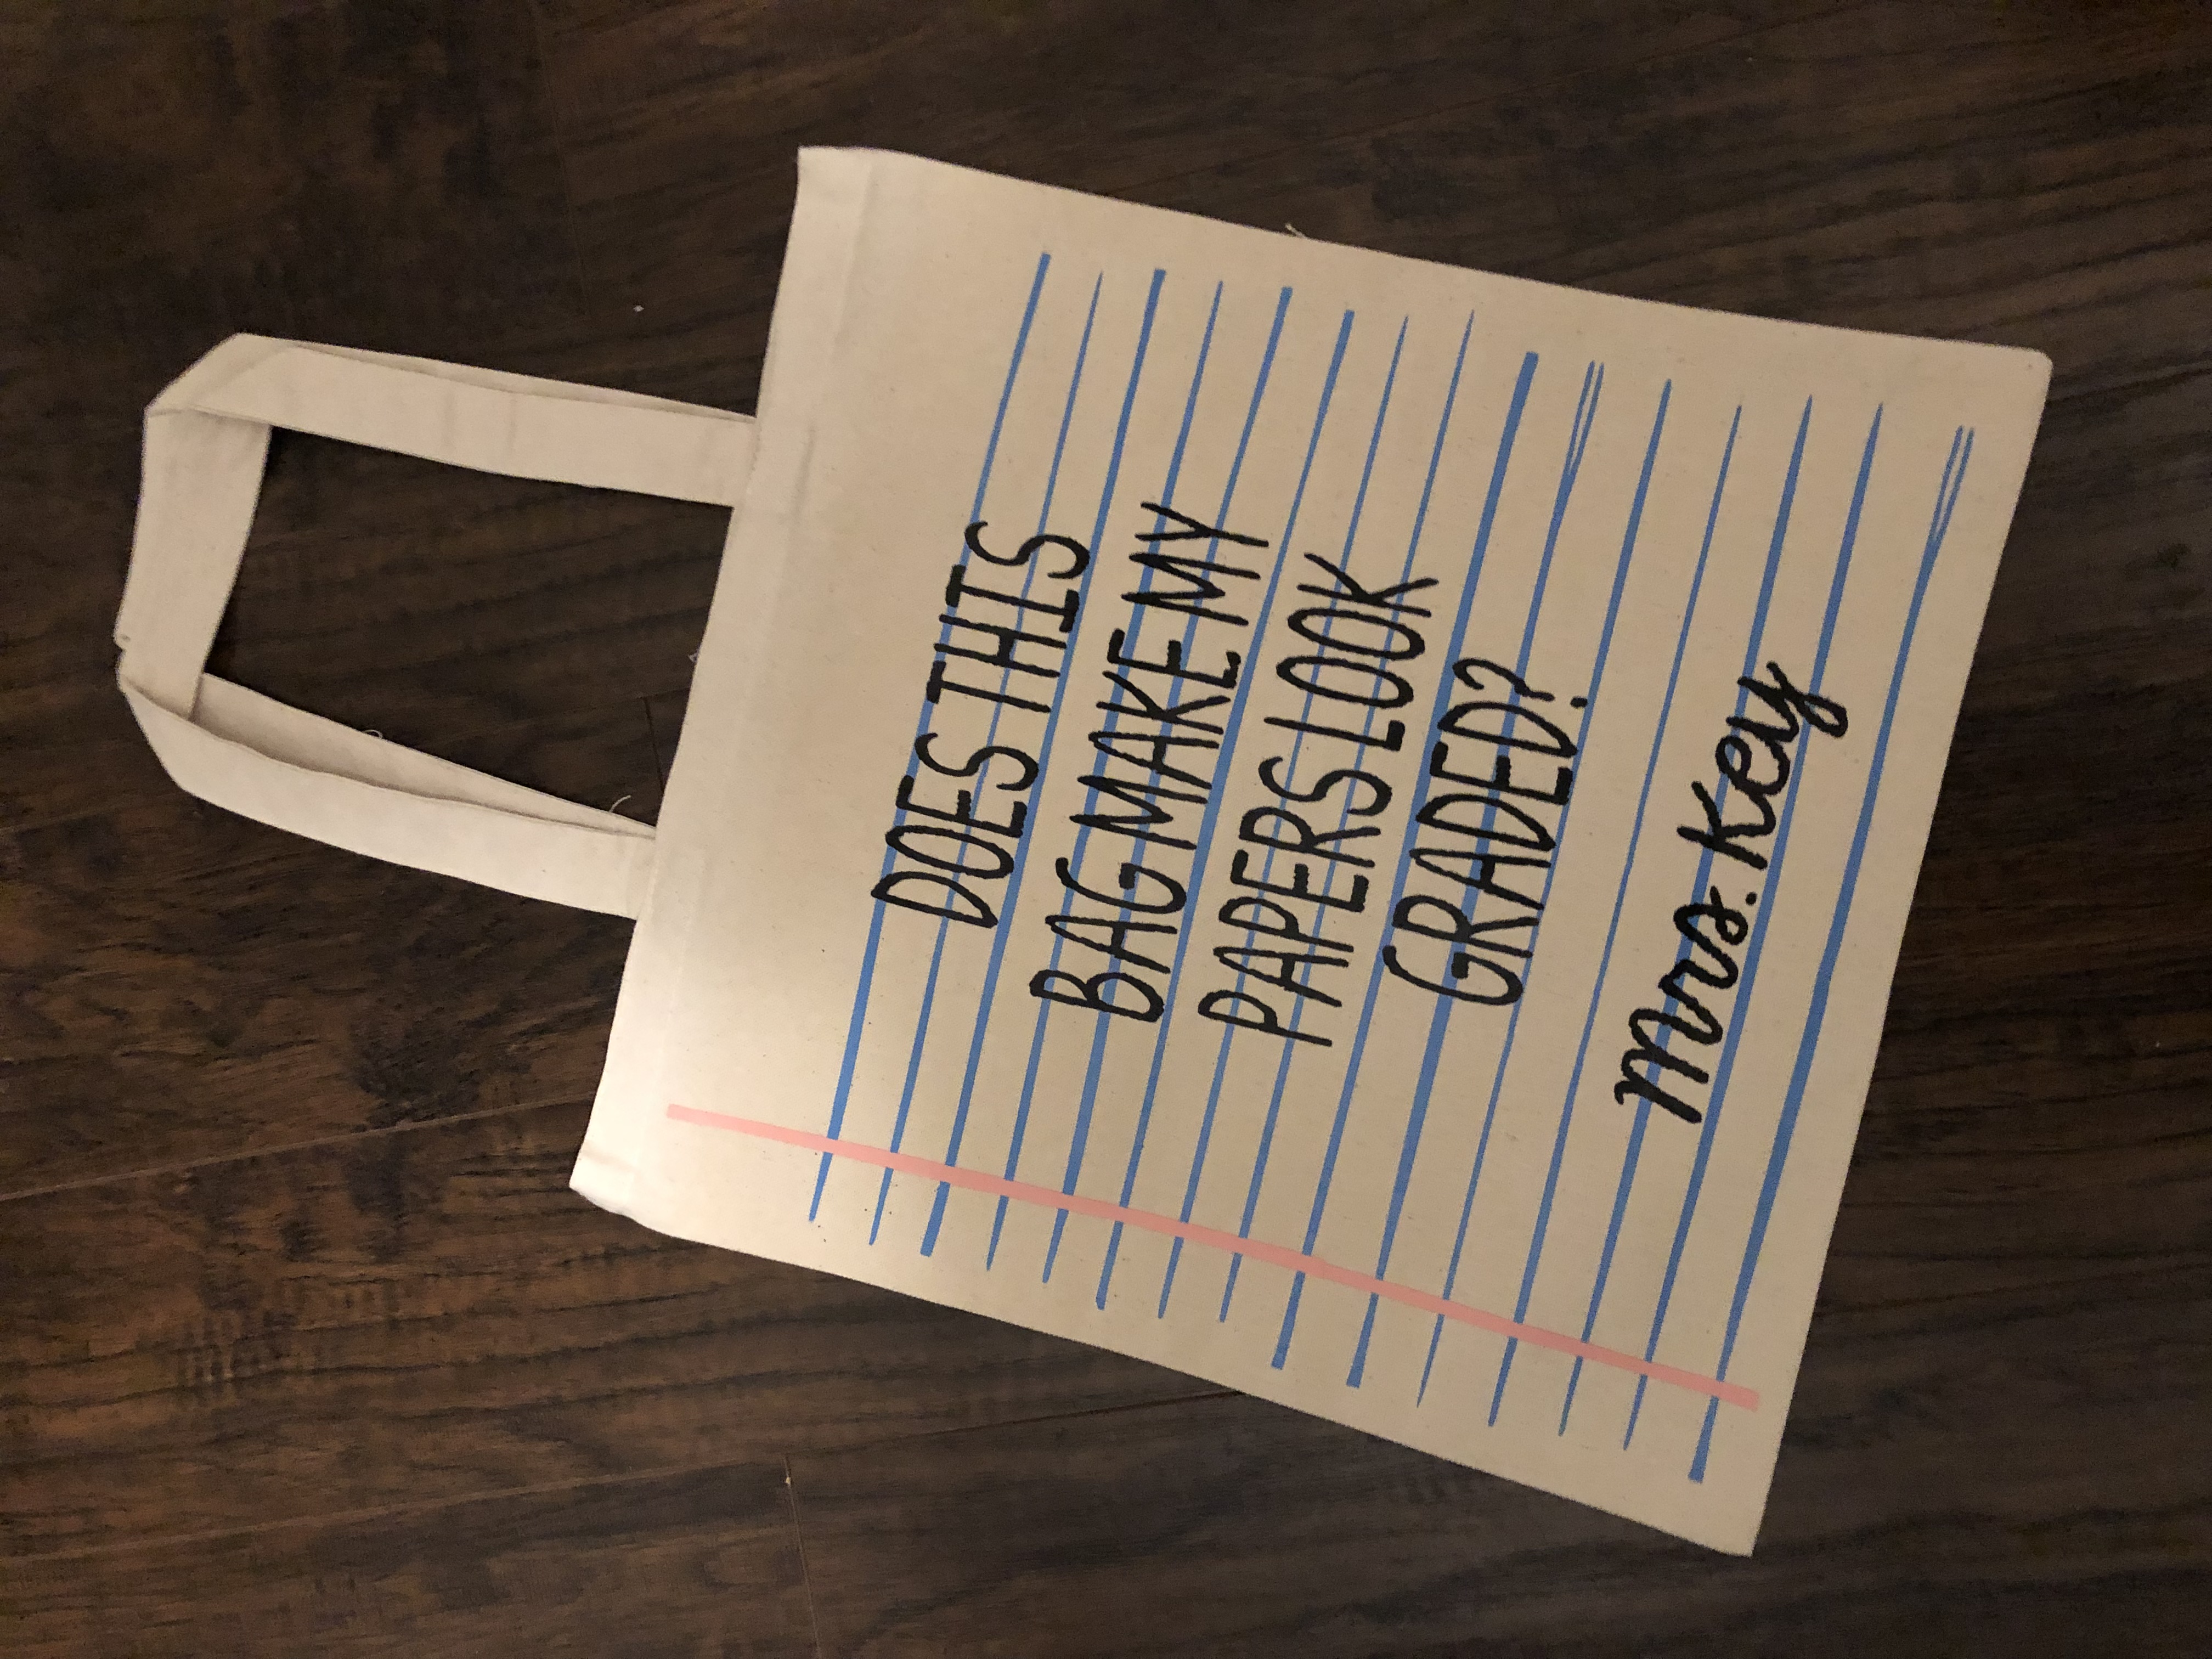 DOES THIS
BAG MAKE MY
PAPERS LOOK
GRADED?
Mrs. Key